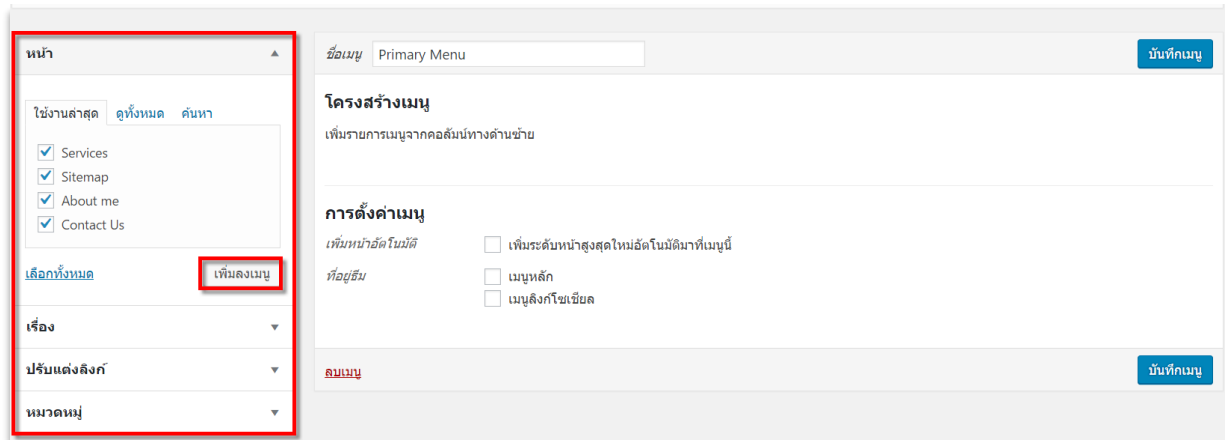 หน้า
ใช้งานล่าสุด ดูทั้งหมด ค้นหา
Services
Sitemap
About me
Contact Us
เลือกทั้งหมด เพิ่มลงเมนู
เรื่อง
ปรับแต่งลิงก์
หมวดหมู่
ชื่อเมนู Primary Menu บันทึกเมนู
โครงสร้างเมนู
เพิ่มรายการเมนูจากคอลัมน์ทางด้านซ้าย
การตั้งค่าเมนู
เพิ่มหน้าอัตโนมัติ เพิ่มระดับหน้าสูงสุดใหม่อัตโนมัติมาที่เมนูนี้
ที่อยู่ธีม เมนูหลัก
เมนูลิงก์โซเชียล
ลบเมนู บันทึกเมนู